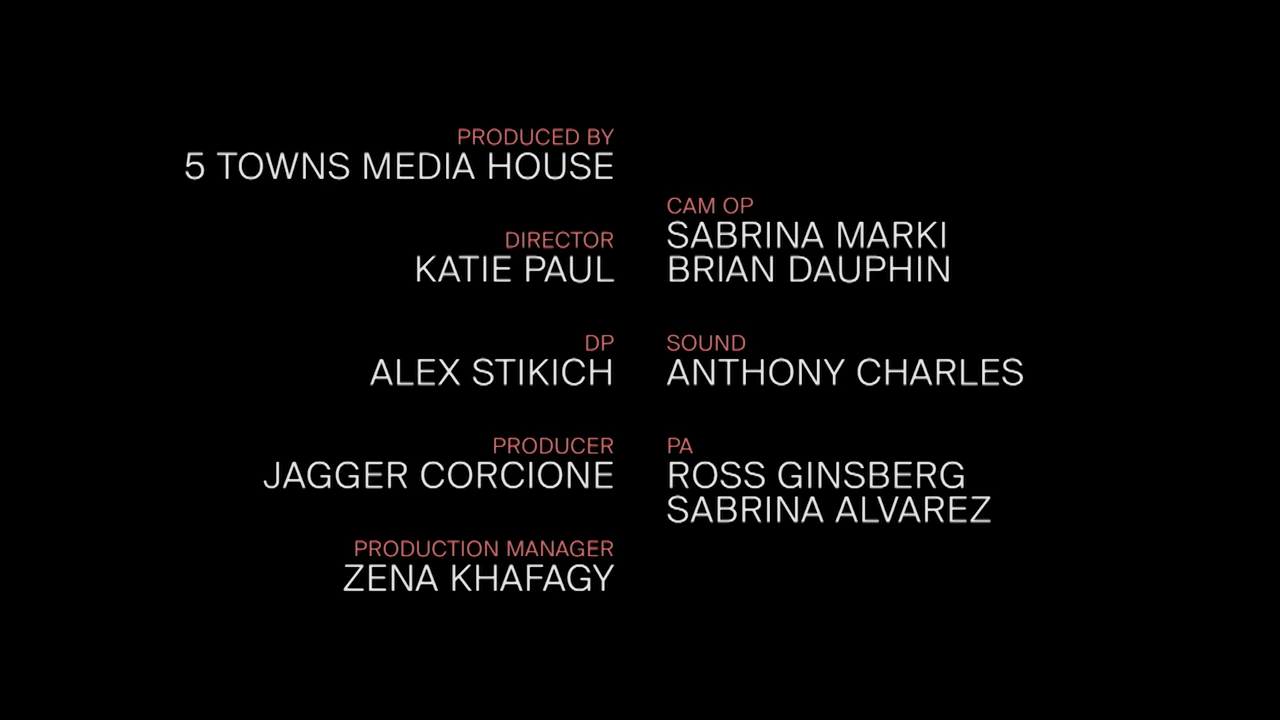 PRODUCED BY
5 TOWNS MEDIA HOUSE
DIRECTOR
KATIE PAUL
DP
ALEX STIKICH
PRODUCER
JAGGER CORCIONE
PRODUCTION MANAGER
ZENA KHAFAGY
CAM OP
SABRINA MARKI
BRIAN DAUPHIN
SOUND
ANTHONY CHARLES
PA
ROSS GINSBERG
SABRINA ALVAREZ